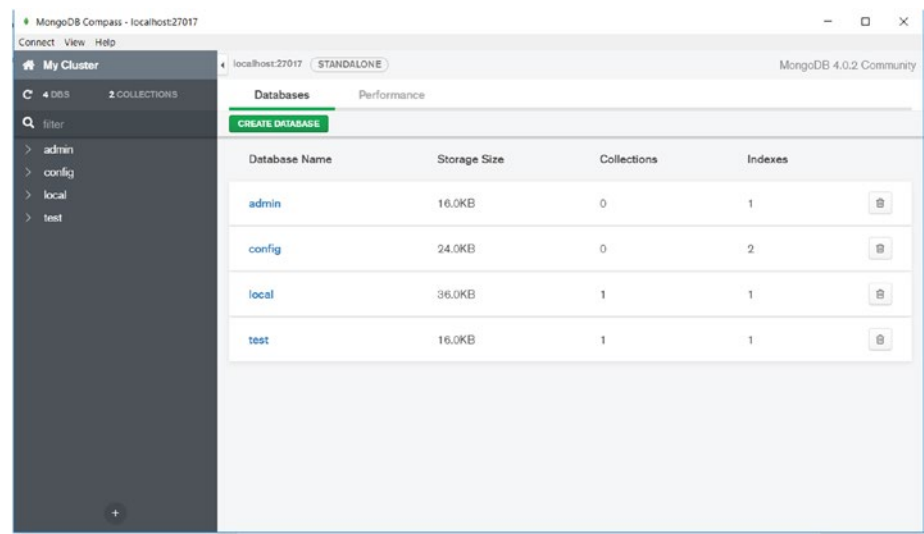 MongoDB Compass - localhost:27017
Connect View Help
My Cluster
localhost:27017 STANDALONE MongoDB 4.0.2 Community
4 DBS 2 COLLECTIONS
Databases Performance
filter
CREATE DATABASE
admin
config
local
test
Database Name Storage Size Collections Indexes
admin 16.0KB 0 1
config 24.0KB 0 2
local 36.0KB 1 1
test 16.0KB 1 1
+